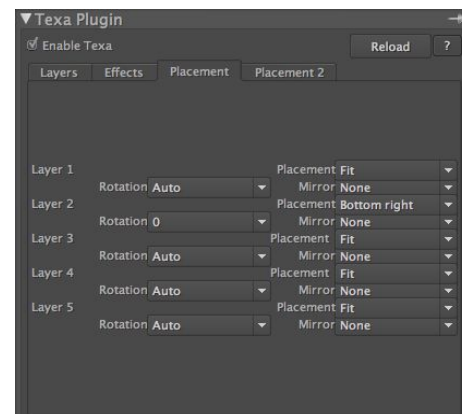 Texa Plugin
Enable Texa Reload ?
Layers Effects Placement Placement 2
Layer 1 Placement Fit
Rotation Auto Mirror None
Layer 2 Placement Bottom right
Rotation 0 Mirror None
Layer 3 Placement Fit
Rotation Auto Mirror None
Layer 4 Placement Fit
Rotation Auto Mirror None
Layer 5 Placement Fit
Rotation Auto Mirror None